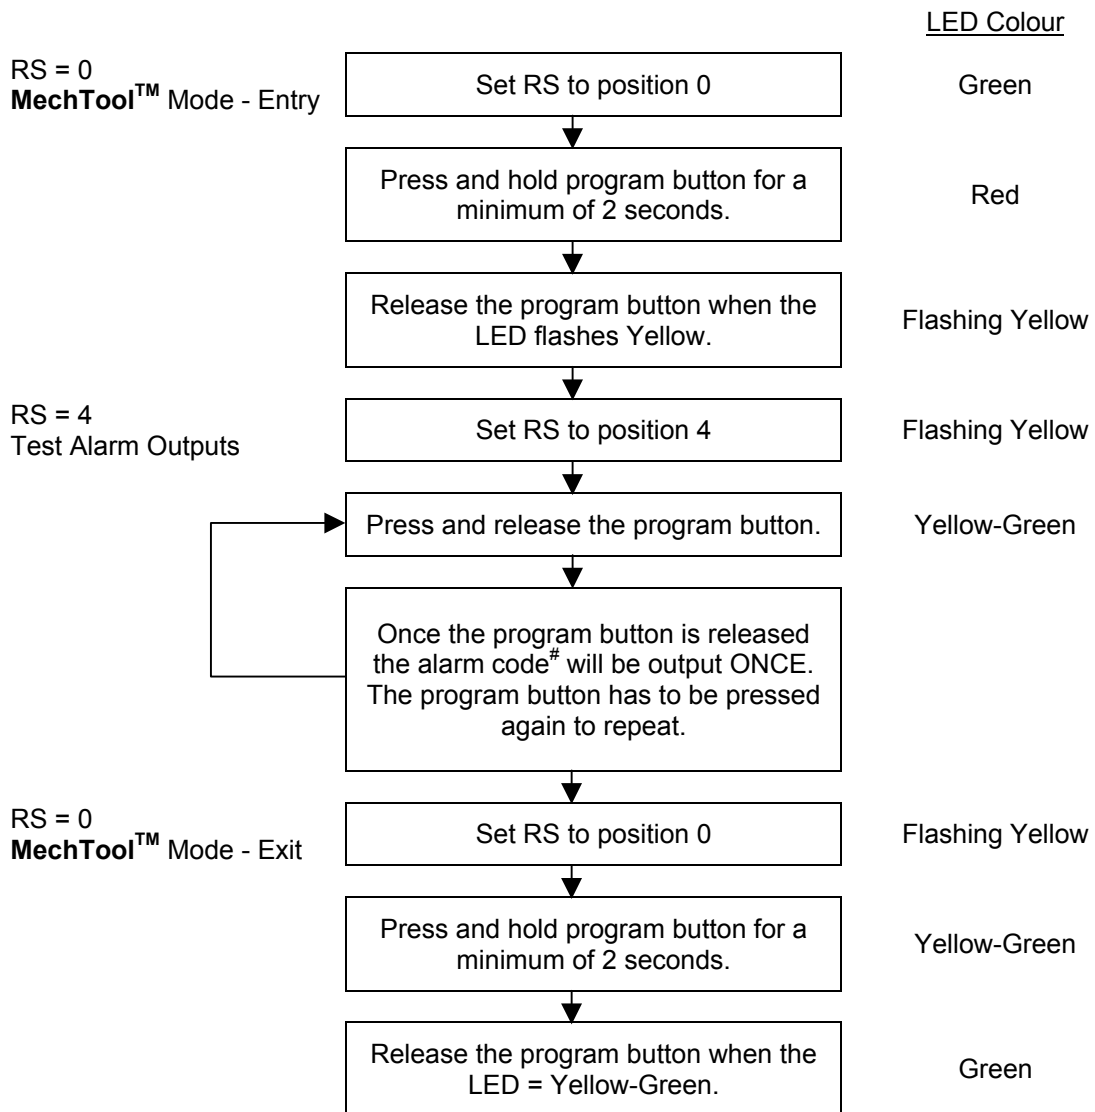 LED Colour
RS = 0
MechTool™ Mode - Entry
Set RS to position 0
Green
Press and hold program button for a
minimum of 2 seconds.
Red
Release the program button when the
LED flashes Yellow.
Flashing Yellow
RS = 4
Test Alarm Outputs
Set RS to position 4
Flashing Yellow
Press and release the program button.
Yellow-Green
Once the program button is released
the alarm code# will be output ONCE.
The program button has to be pressed
again to repeat.
RS = 0
MechTool™ Mode - Exit
Set RS to position 0
Flashing Yellow
Press and hold program button for a
minimum of 2 seconds.
Yellow-Green
Release the program button when the
LED = Yellow-Green.
Green